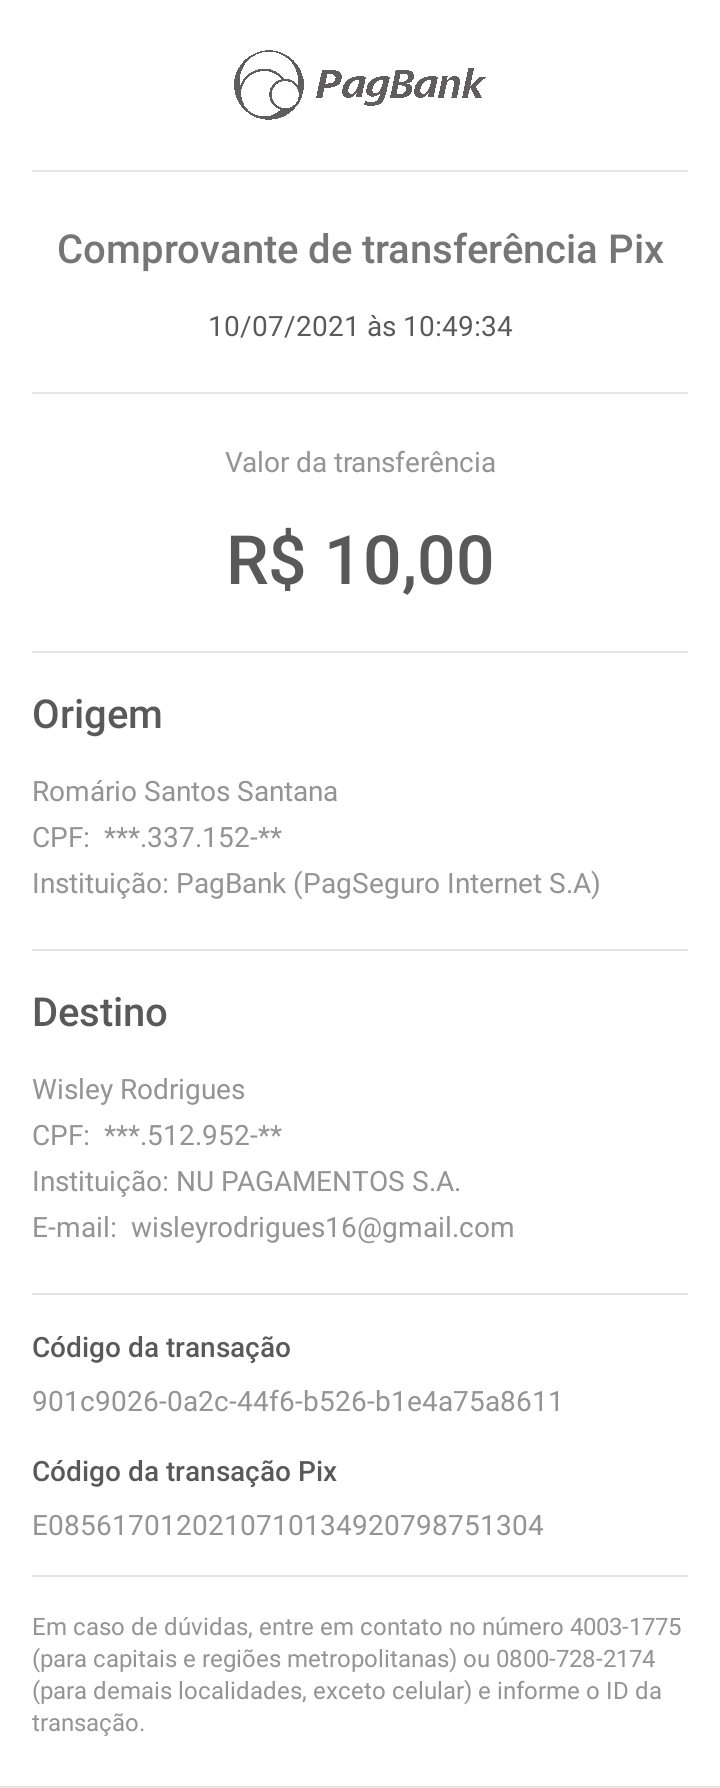 PagBank
Comprovante de transferência Pix
10/07/2021 às 10:49:34
Valor da transferência
R$ 10,00
Origem
Romário Santos Santana
CPF: ***.337.152-**
Instituição: PagBank (PagSeguro Internet S.A)
Destino
Wisley Rodrigues
CPF: ***.512.952-**
Instituição: NU PAGAMENTOS S.A.
E-mail: wisleyrodrigues16@gmail.com
Código da transação
901c9026-0a2c-44f6-b526-b1e4a75a8611
Código da transação Pix
E08561701202107101349207987​51304
Em caso de dúvidas, entre em contato no número 4003-1775
(para capitais e regiões metropolitanas) ou 0800-728-2174
(para demais localidades, exceto celular) e informe o ID da
transação.